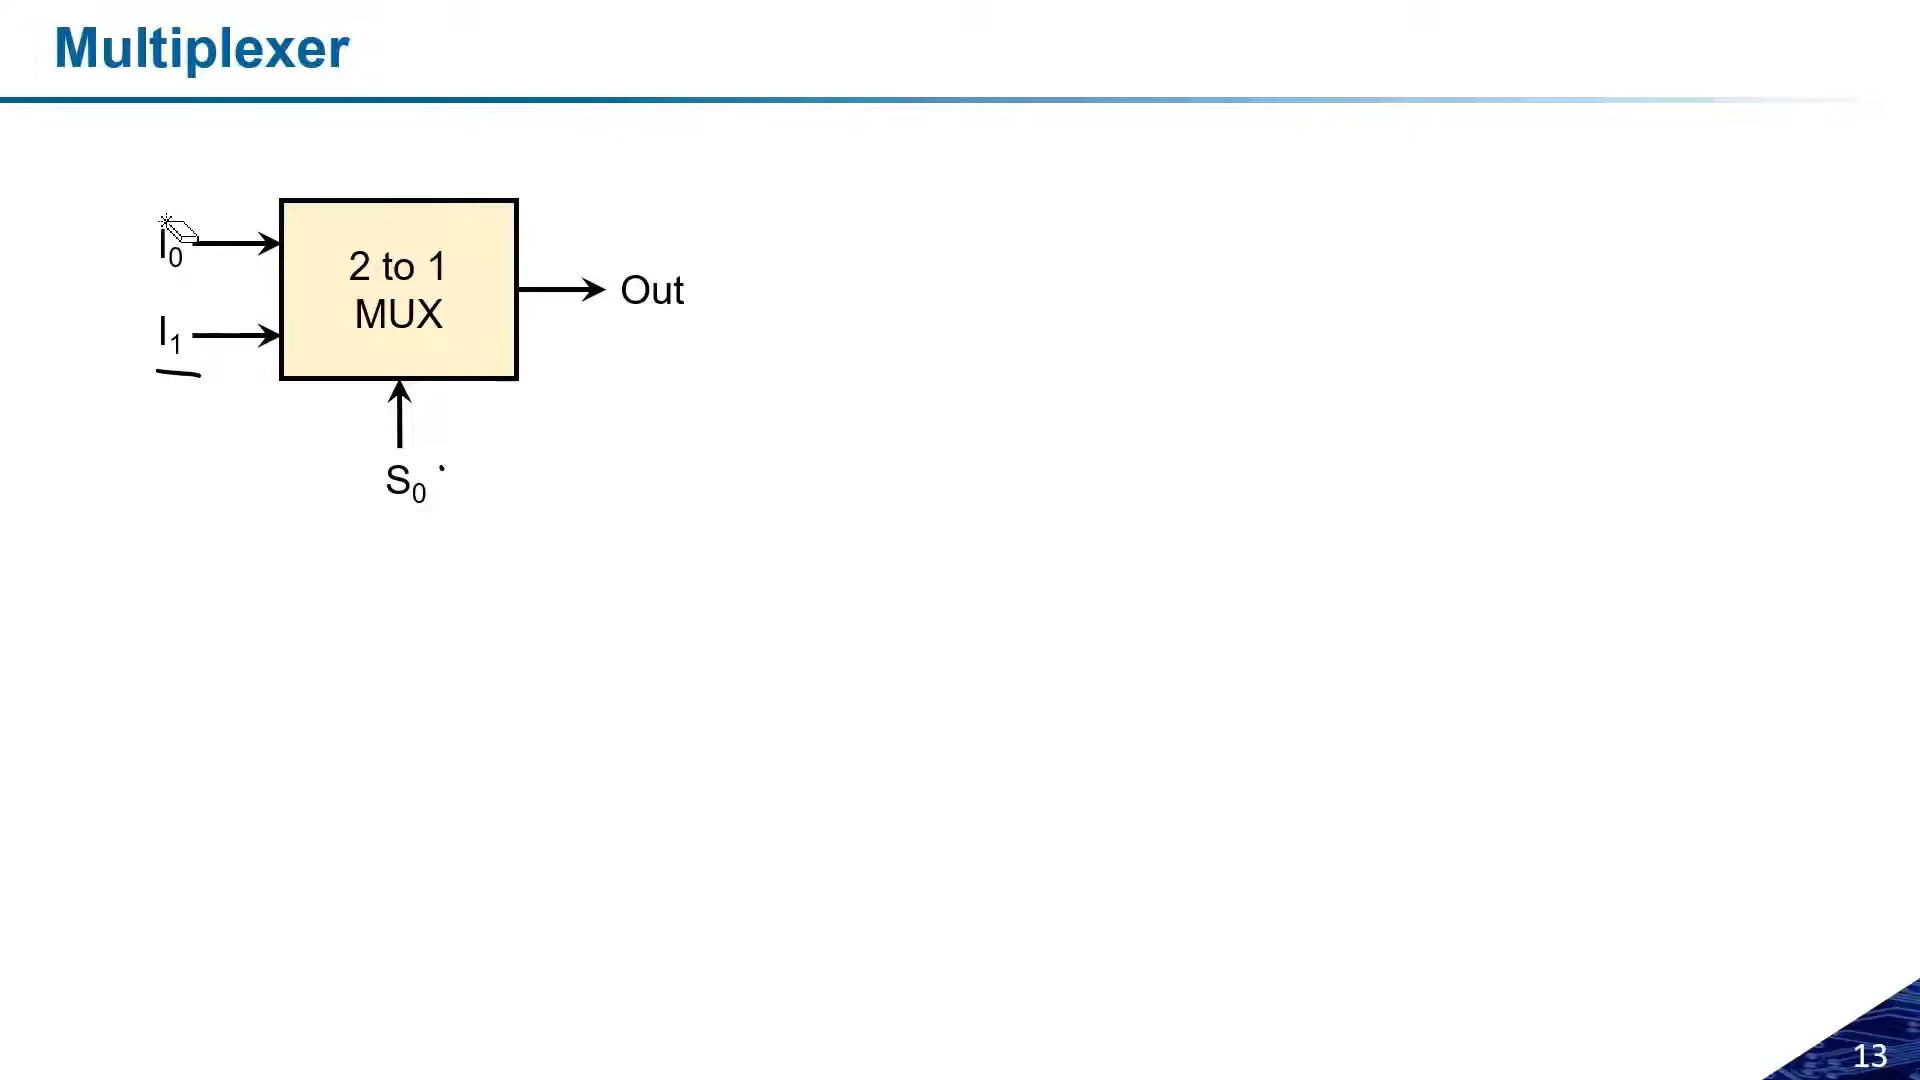 Multiplexer
I₀
2 to 1
MUX
Out
I₁
S₀
13